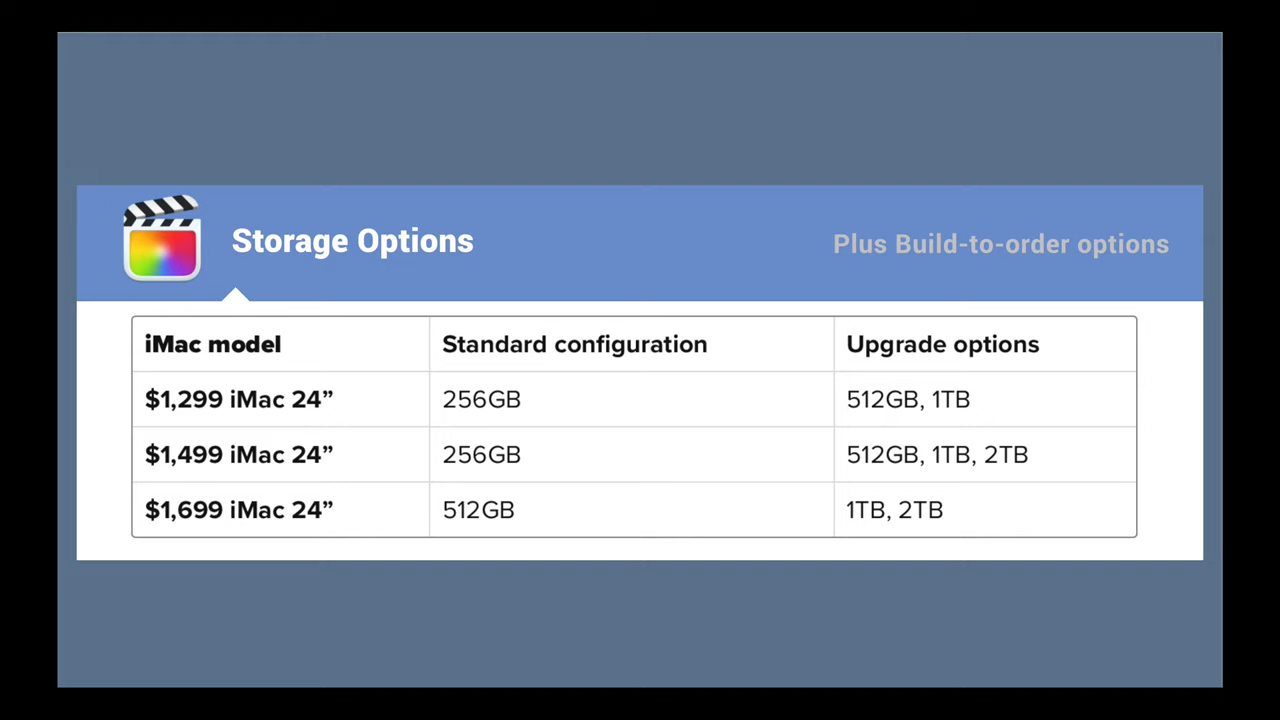 Storage Options
Plus Build-to-order options
iMac model Standard configuration Upgrade options
$1,299 iMac 24” 256GB 512GB, 1TB
$1,499 iMac 24” 256GB 512GB, 1TB, 2TB
$1,699 iMac 24” 512GB 1TB, 2TB